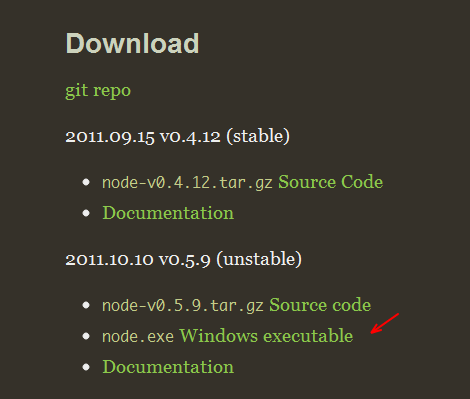 Download
git repo
2011.09.15 v0.4.12 (stable)
node-v0.4.12.tar.gz Source Code
Documentation
2011.10.10 v0.5.9 (unstable)
node-v0.5.9.tar.gz Source code
node.exe Windows executable
Documentation